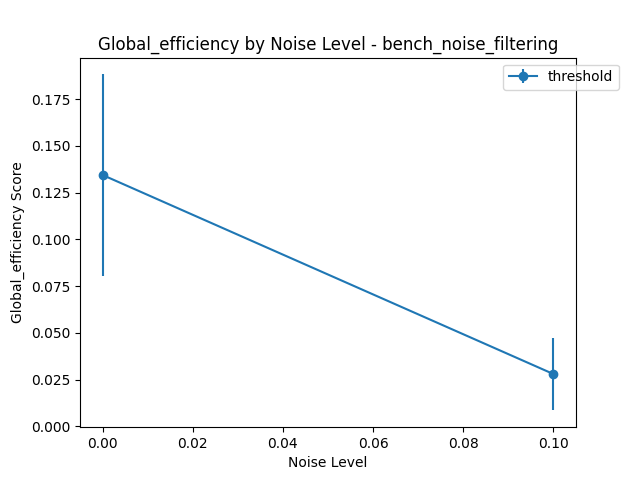 Global_efficiency by Noise Level - bench_noise_filtering
threshold
0.175
0.150
0.125
0.100
0.075
0.050
0.025
0.000
Global_efficiency Score
0.00 0.02 0.04 0.06 0.08 0.10
Noise Level